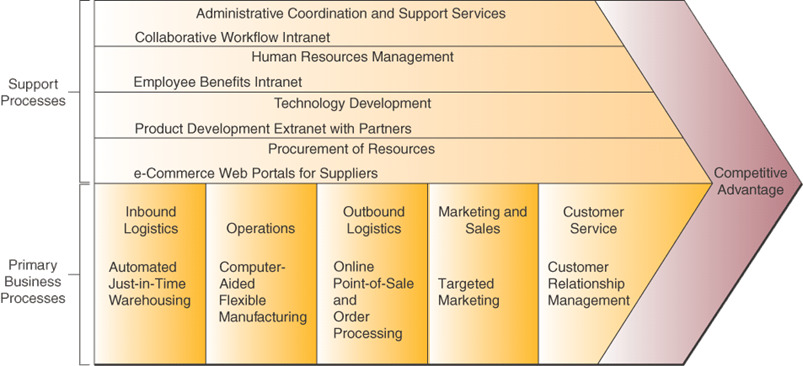 Support
Processes
Administrative Coordination and Support Services
Collaborative Workflow Intranet
Human Resources Management
Employee Benefits Intranet
Technology Development
Product Development Extranet with Partners
Procurement of Resources
e-Commerce Web Portals for Suppliers
Competitive
Advantage
Primary
Business
Processes
Inbound
Logistics
Automated
Just-in-Time
Warehousing
Operations
Computer-
Aided
Flexible
Manufacturing
Outbound
Logistics
Online
Point-of-Sale
and
Order
Processing
Marketing and
Sales
Targeted
Marketing
Customer
Service
Customer
Relationship
Management